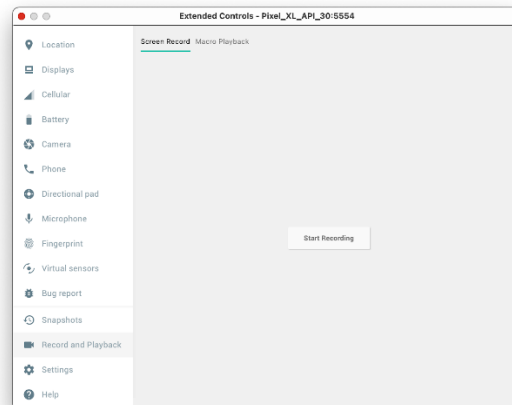 Extended Controls - Pixel_XL_API_30:5554
Location
Displays
Cellular
Battery
Camera
Phone
Directional pad
Microphone
Fingerprint
Virtual sensors
Bug report
Snapshots
Record and Playback
Settings
Help
Screen Record Macro Playback
Start Recording